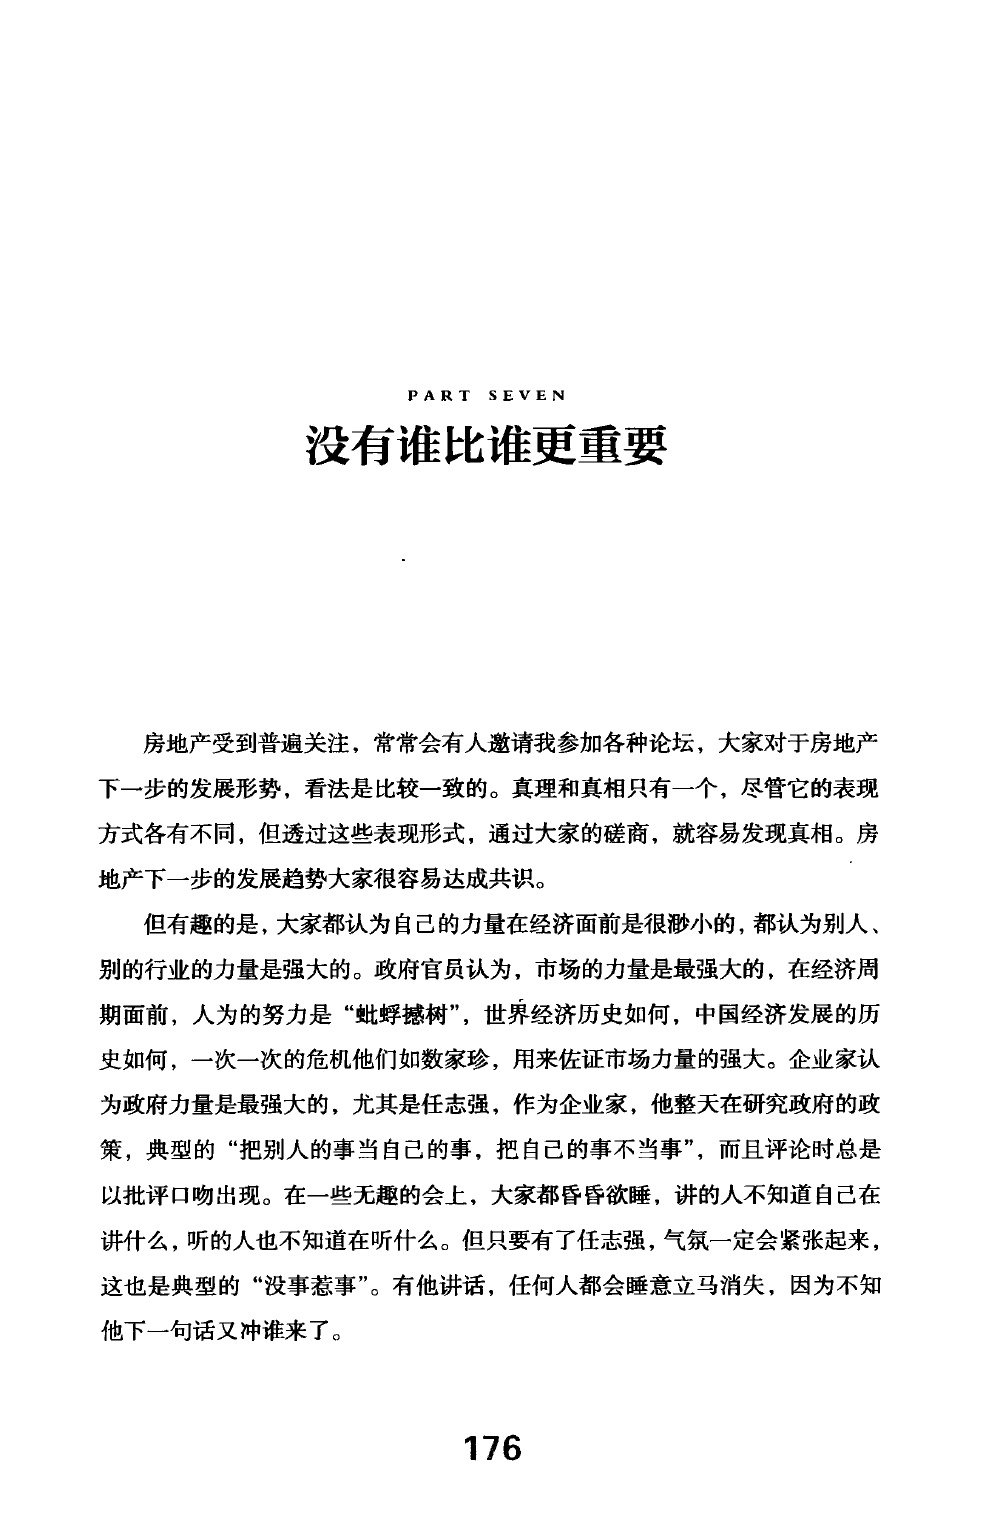 PART SEVEN
没有谁比谁更重要
房地产受到普遍关注，常常会有人邀请我参加各种论坛，大家对于房地产
下一步的发展形势，看法是比较一致的。真理和真相只有一个，尽管它的表现
方式各有不同，但透过这些表现形式，通过大家的磋商，就容易发现真相。房
地产下一步的发展趋势大家很容易达成共识。
但有趣的是，大家都认为自己的力量在经济面前是很渺小的，都认为别人、
别的行业的力量是强大的。政府官员认为，市场的力量是最强大的，在经济周
期面前，人为的努力是“蚍蜉撼树”，世界经济历史如何，中国经济发展的历
史如何，一次一次的危机他们如数家珍，用来佐证市场力量的强大。企业家认
为政府力量是最强大的，尤其是任志强，作为企业家，他整天在研究政府的政
策，典型的“把别人的事当自己的事，把自己的事不当事”，而且评论时总是
以批评口吻出现。在一些无趣的会上，大家都昏昏欲睡，讲的人不知道自己在
讲什么，听的人也不知道在听什么。但只要有了任志强，气氛一定会紧张起来，
这也是典型的“没事惹事”。有他讲话，任何人都会睡意立马消失，因为不知
他下一句话又冲谁来了。
176